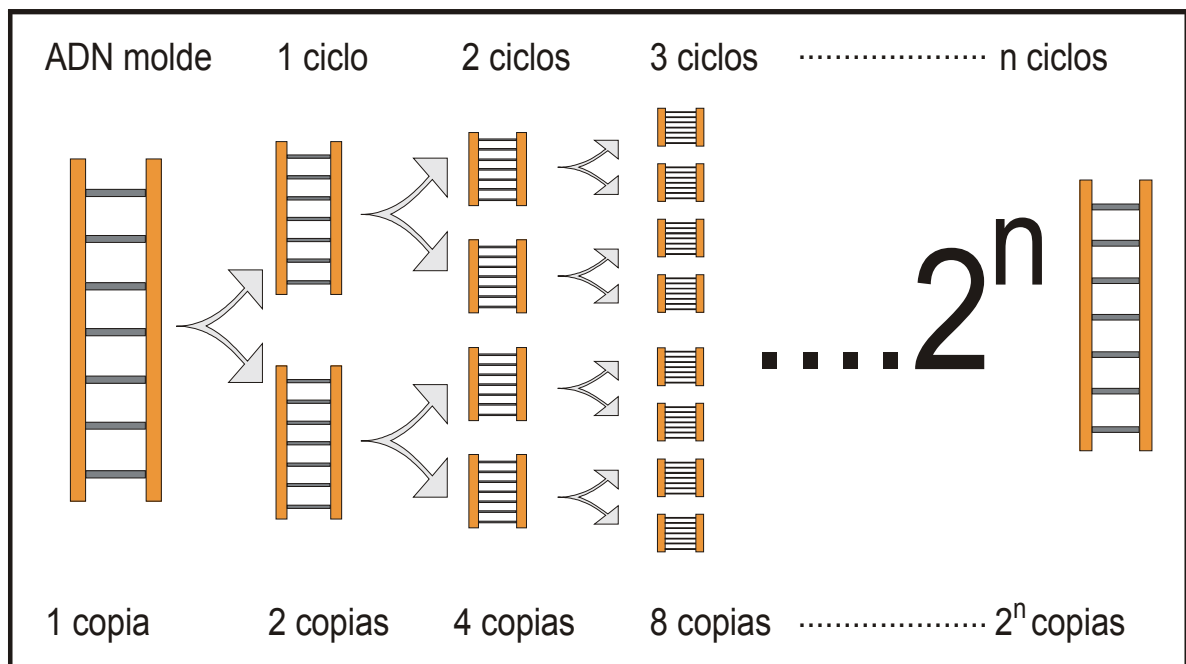 ADN molde 1 ciclo 2 ciclos 3 ciclos ..................... n ciclos
....2ⁿ
1 copia 2 copias 4 copias 8 copias ..................... 2ⁿ copias